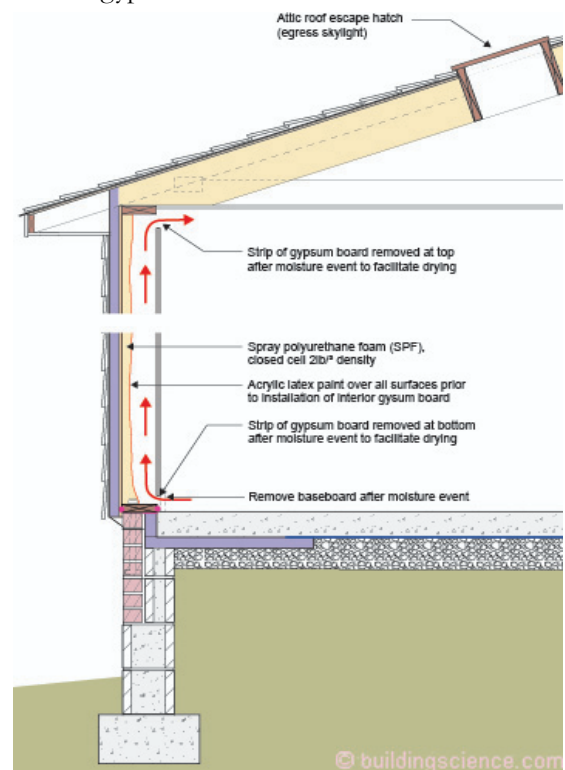 Attic roof escape hatch
(egress skylight)
Strip of gypsum board removed at top
after moisture event to facilitate drying
Spray polyurethane foam (SPF),
closed cell 2lb/³ density
Acrylic latex paint over all surfaces prior
to installation of interior gysum board
Strip of gypsum board removed at bottom
after moisture event to facilitate drying
Remove baseboard after moisture event
© buildingscience.com